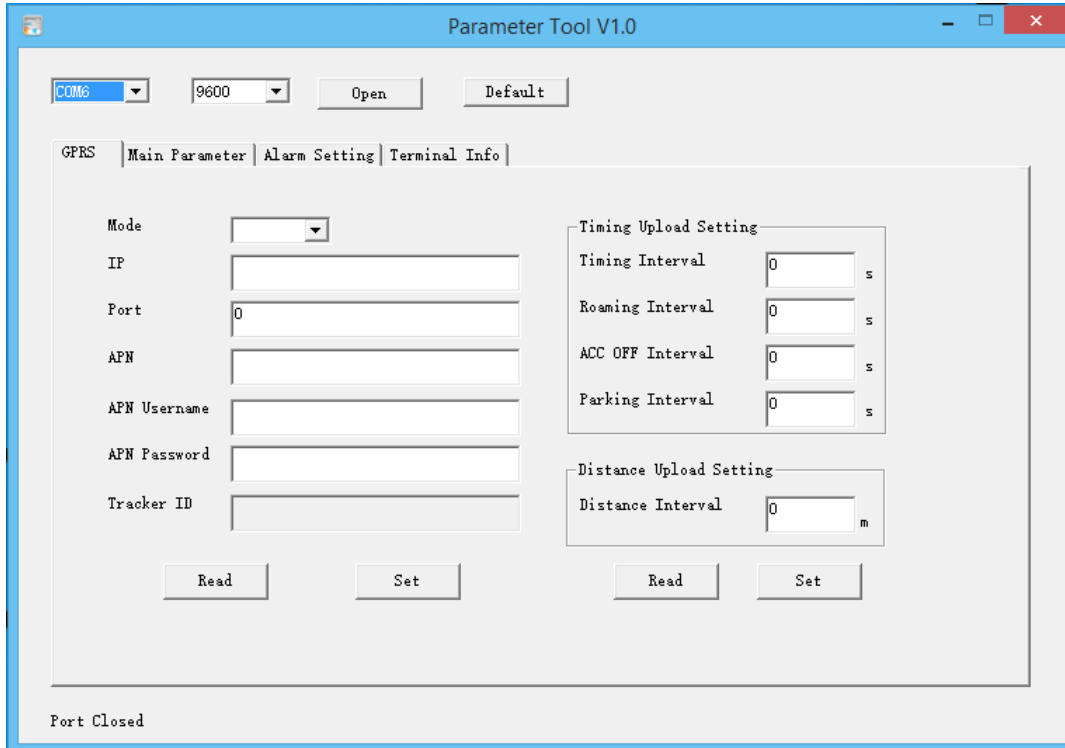 Parameter Tool V1.0
COM6 9600 Open Default
GPRS Main Parameter Alarm Setting Terminal Info
Mode
IP
Port 0
APN
APN Username
APN Password
Tracker ID
Read Set
Timing Upload Setting
Timing Interval 0 s
Roaming Interval 0 s
ACC OFF Interval 0 s
Parking Interval 0 s
Distance Upload Setting
Distance Interval 0 m
Read Set
Port Closed